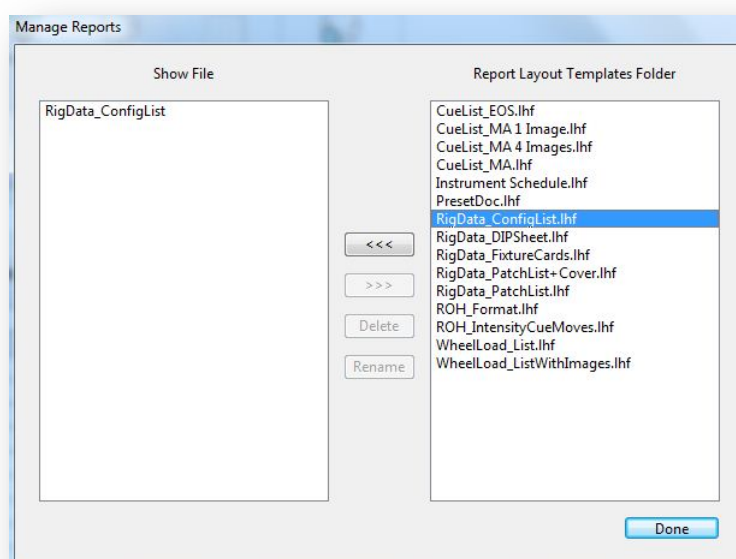 Manage Reports
Show File
Report Layout Templates Folder
RigData_ConfigList
CueList_EOS.lhf
CueList_MA 1 Image.lhf
CueList_MA 4 Images.lhf
CueList_MA.lhf
Instrument Schedule.lhf
PresetDoc.lhf
RigData_ConfigList.lhf
RigData_DIPSheet.lhf
RigData_FixtureCards.lhf
RigData_PatchList+Cover.lhf
RigData_PatchList.lhf
ROH_Format.lhf
ROH_IntensityCueMoves.lhf
WheelLoad_List.lhf
WheelLoad_ListWithImages.lhf
<<<
>>>
Delete
Rename
Done